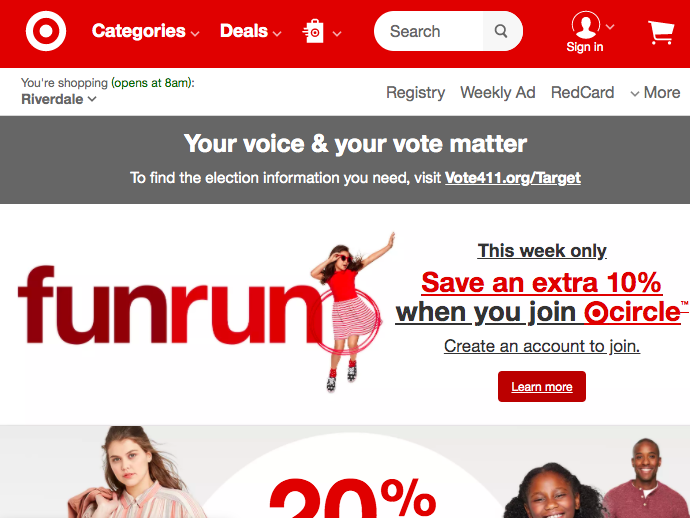 Categories Deals Search Sign in
You're shopping (opens at 8am):
Riverdale
Registry Weekly Ad RedCard More
Your voice & your vote matter
To find the election information you need, visit Vote411.org/Target
funrun
This week only
Save an extra 10%
when you join circle™
Create an account to join.
Learn more
20%